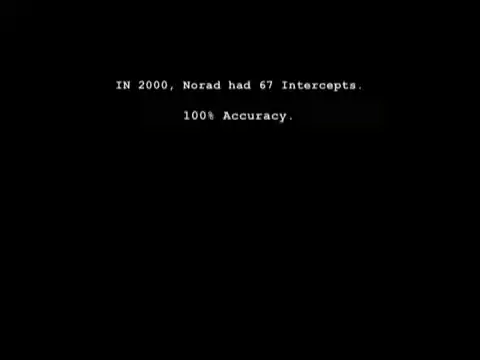 IN 2000, Norad had 67 Intercepts.
100% Accuracy.